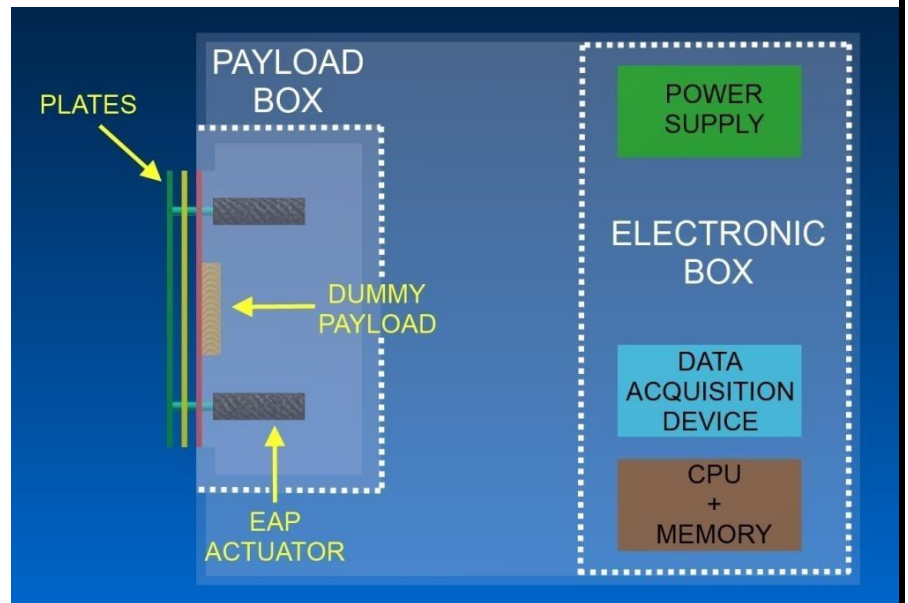 PAYLOAD
BOX
PLATES
DUMMY
PAYLOAD
EAP
ACTUATOR
POWER
SUPPLY
ELECTRONIC
BOX
DATA
ACQUISITION
DEVICE
CPU
+
MEMORY